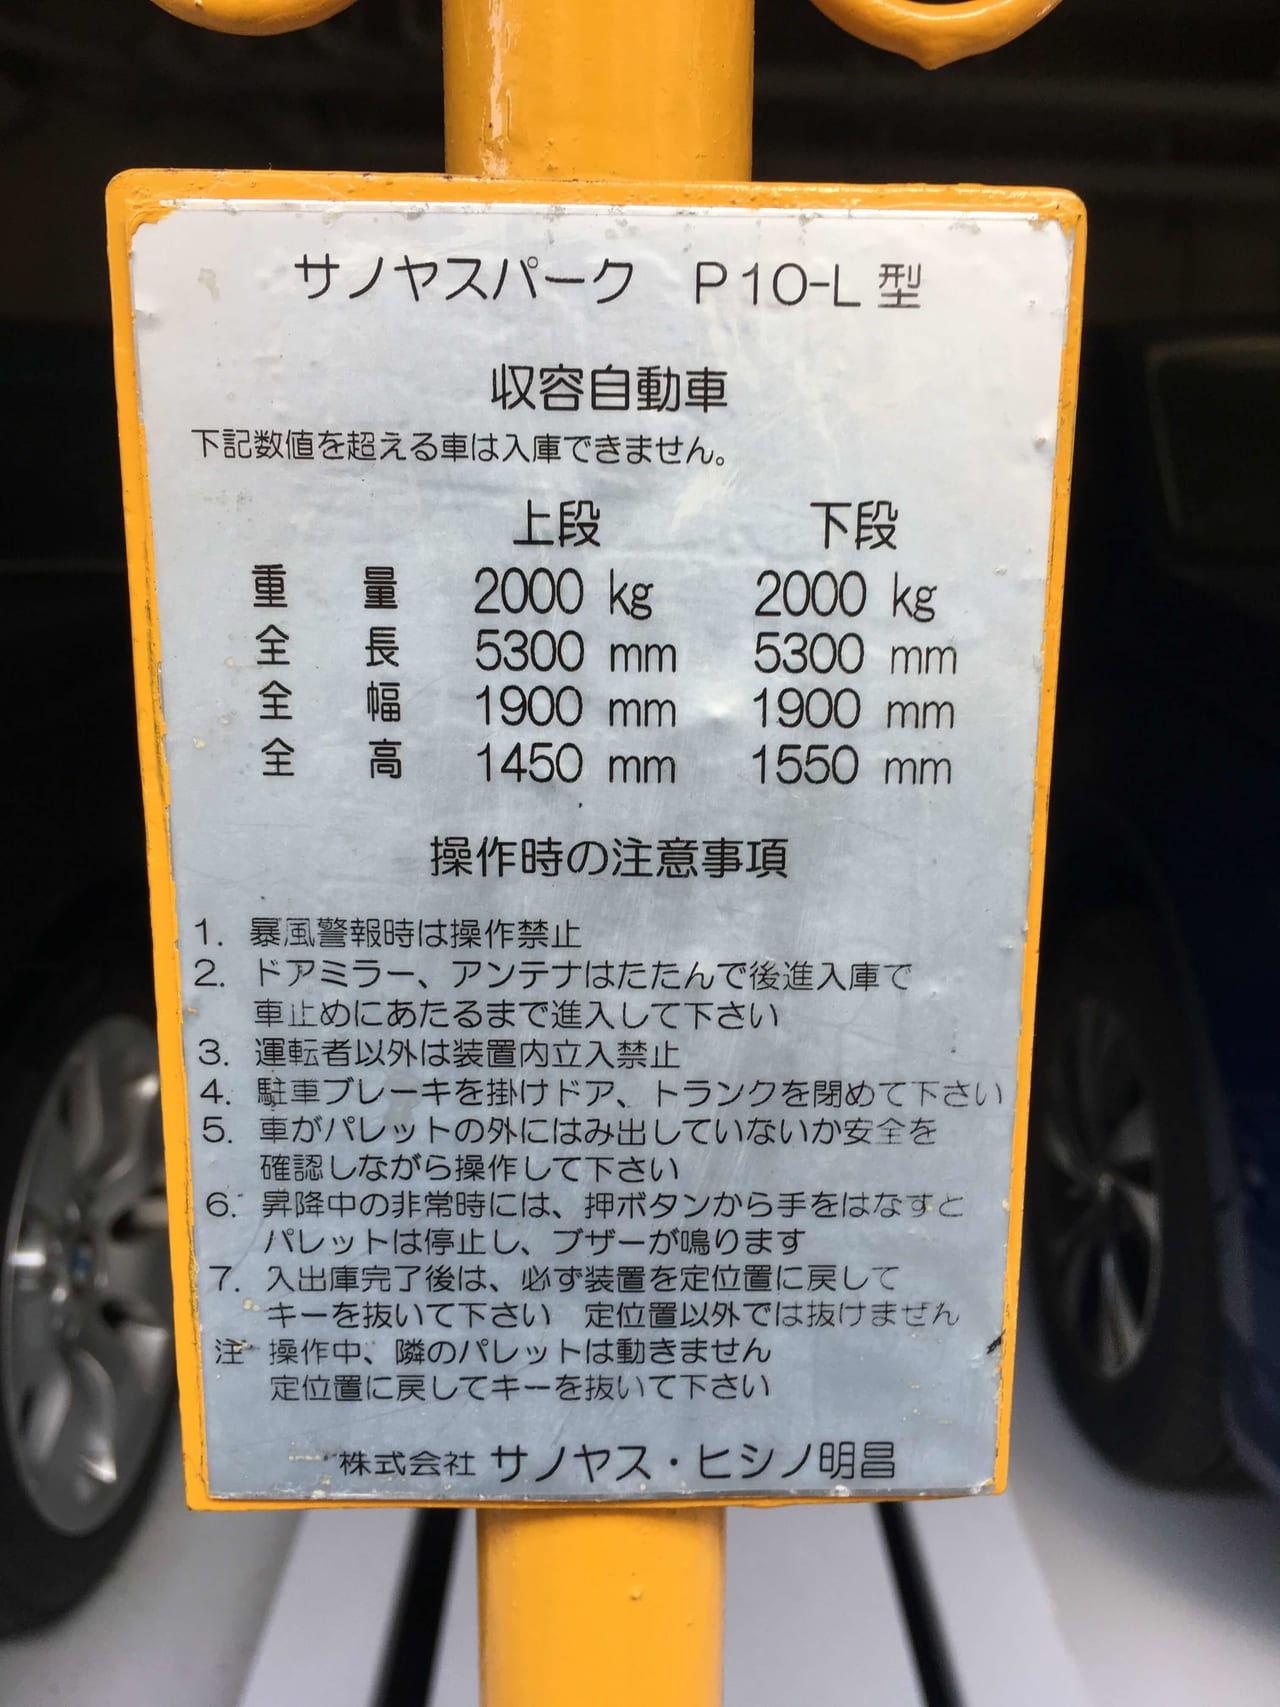 サノヤスパーク P10-L型
収容自動車
下記数値を超える車は入庫できません。
上段 下段
重量 2000 kg 2000 kg
全長 5300 mm 5300 mm
全幅 1900 mm 1900 mm
全高 1450 mm 1550 mm
操作時の注意事項
1. 暴風警報時は操作禁止
2. ドアミラー、アンテナはたたんで後進入庫で
車止めにあたるまで進入して下さい
3. 運転者以外は装置内立入禁止
4. 駐車ブレーキを掛けドア、トランクを閉めて下さい
5. 車がパレットの外にはみ出していないか安全を
確認しながら操作して下さい
6. 昇降中の非常時には、押ボタンから手をはなすと
パレットは停止し、ブザーが鳴ります
7. 入出庫完了後は、必ず装置を定位置に戻して
キーを抜いて下さい 定位置以外では抜けません
注 操作中、隣のパレットは動きません
定位置に戻してキーを抜いて下さい
株式会社 サノヤス・ヒシノ明昌